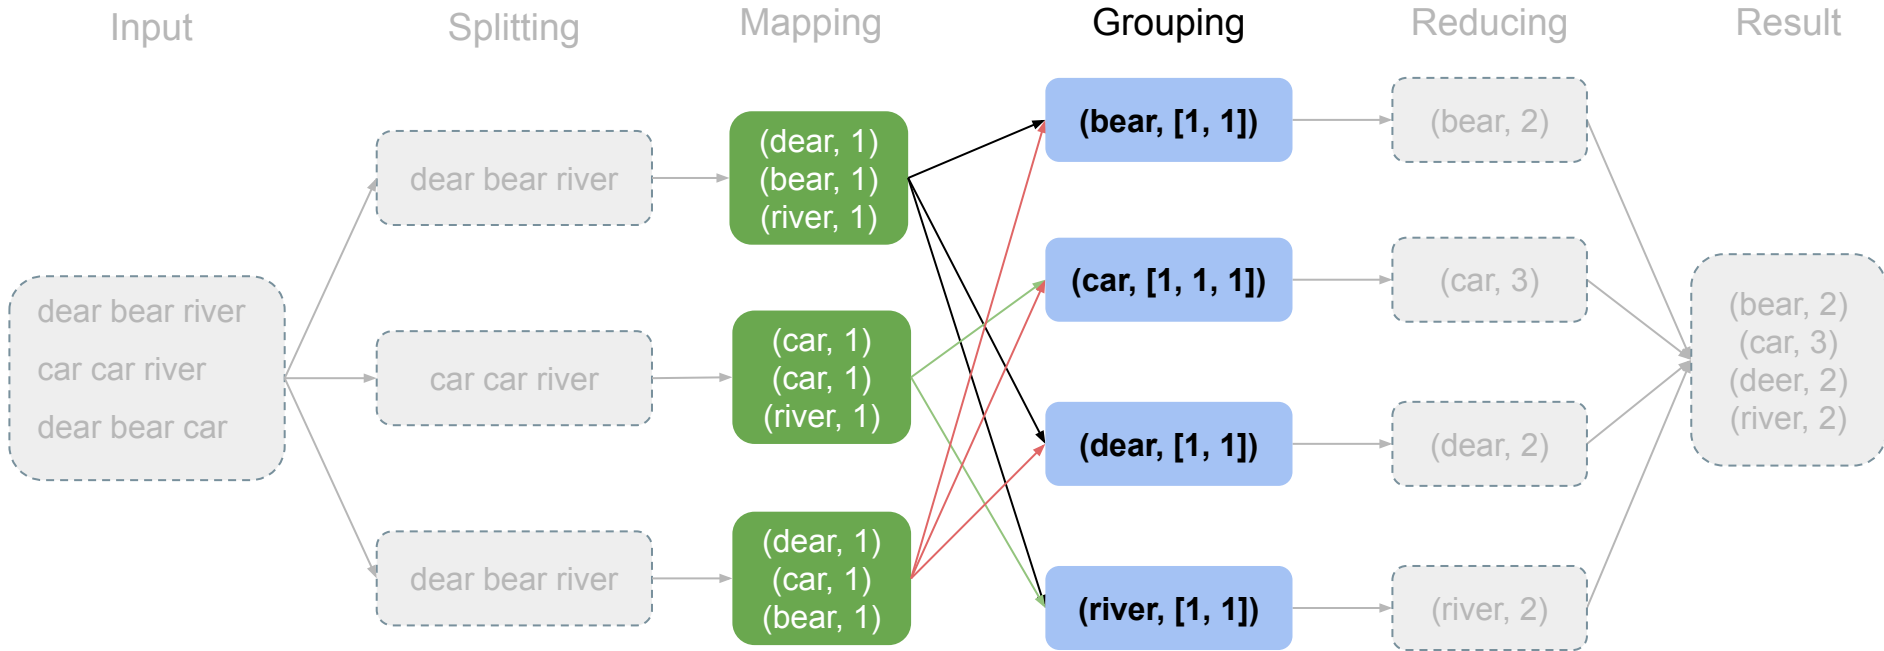 Input
Splitting
Mapping
Grouping
Reducing
Result
dear bear river
car car river
dear bear car
dear bear river
car car river
dear bear river
(dear, 1)
(bear, 1)
(river, 1)
(car, 1)
(car, 1)
(river, 1)
(dear, 1)
(car, 1)
(bear, 1)
(bear, [1, 1])
(car, [1, 1, 1])
(dear, [1, 1])
(river, [1, 1])
(bear, 2)
(car, 3)
(dear, 2)
(river, 2)
(bear, 2)
(car, 3)
(deer, 2)
(river, 2)